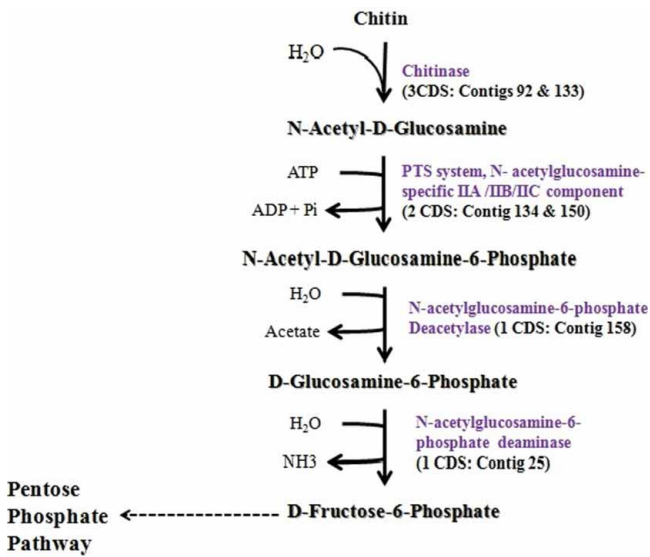 Chitin
H₂O
Chitinase
(3CDS: Contigs 92 & 133)
N-Acetyl-D-Glucosamine
ATP
PTS system, N- acetylglucosamine-
specific IIA /IIB/IIC component
ADP + Pi
(2 CDS: Contig 134 & 150)
N-Acetyl-D-Glucosamine-6-Phosphate
H₂O
N-acetylglucosamine-6-phosphate
Acetate
Deacetylase (1 CDS: Contig 158)
D-Glucosamine-6-Phosphate
H₂O
N-acetylglucosamine-6-
phosphate deaminase
NH3
(1 CDS: Contig 25)
D-Fructose-6-Phosphate
Pentose
Phosphate
Pathway